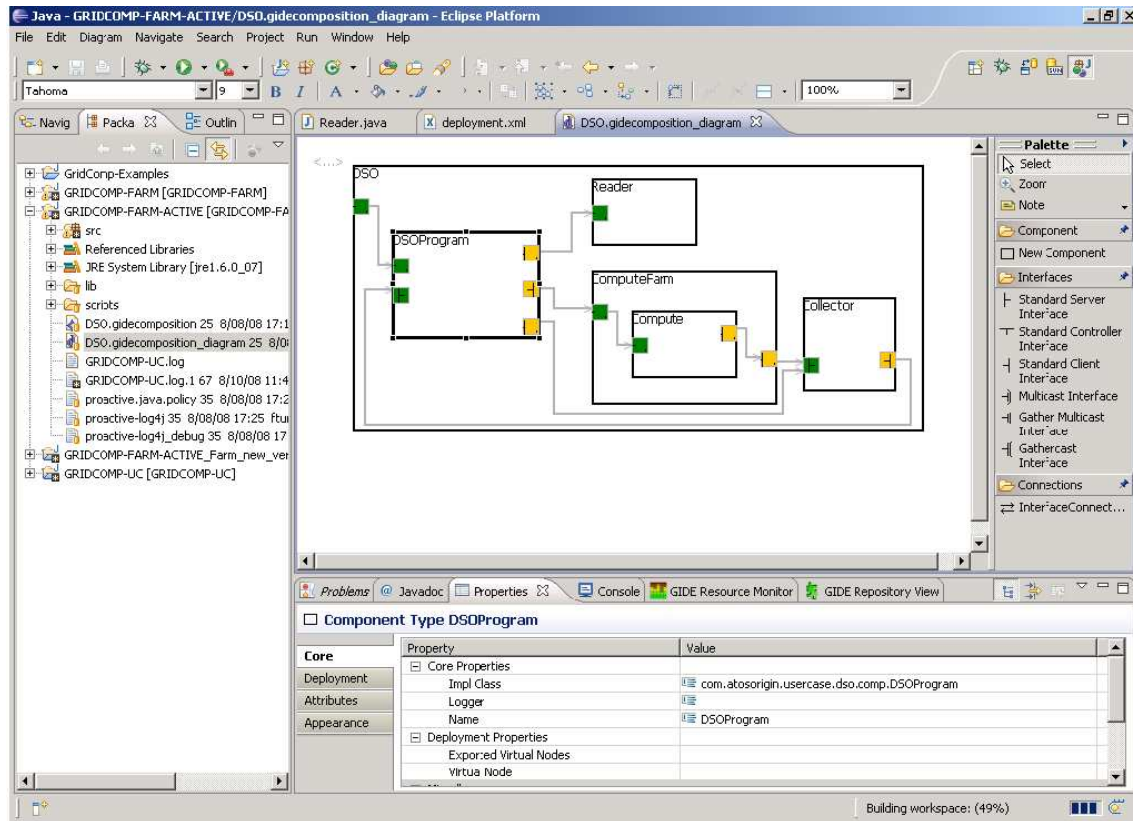 Java - GRIDCOMP-FARM-ACTIVE/DSO.gidecomposition_diagram - Eclipse Platform
File Edit Diagram Navigate Search Project Run Window Help
Tahoma 9 B I A 100%
Navig Packa Outlin
Reader.java deployment.xml DSO.gidecomposition_diagram
GridComp-Examples
GRIDCOMP-FARM [GRIDCOMP-FARM]
GRIDCOMP-FARM-ACTIVE [GRIDCOMP-FA
src
Referenced Libraries
JRE System Library [jre1.6.0_07]
lib
scripts
DSO.gidecomposition 25 8/08/08 17:1
DSO.gidecomposition_diagram 25 8/0
GRIDCOMP-UC.log
GRIDCOMP-UC.log.1 67 8/10/08 11:4
proactive.java.policy 35 8/08/08 17:2
proactive-log4j 35 8/08/08 17:25 ftur
proactive-log4j_debug 35 8/08/08 17
GRIDCOMP-FARM-ACTIVE_Farm_new_ver
GRIDCOMP-UC [GRIDCOMP-UC]
<...>
DSO
Reader
DSOProgram
ComputeFarm
Compute
Collector
Palette
Select
Zoom
Note
Component
New Component
Interfaces
Standard Server
Interface
Standard Controller
Interface
Standard Client
Interface
Multicast Interface
Gather Multicast
Interface
Gathercast
Interface
Connections
InterfaceConnect...
Problems Javadoc Properties Console GIDE Resource Monitor GIDE Repository View
Component Type DSOProgram
Core
Deployment
Attributes
Appearance
Property Value
Core Properties
Impl Class com.atosorigin.usercase.dso.comp.DSOProgram
Logger
Name DSOProgram
Deployment Properties
Exported Virtual Nodes
Virtual Node
Building workspace: (49%)